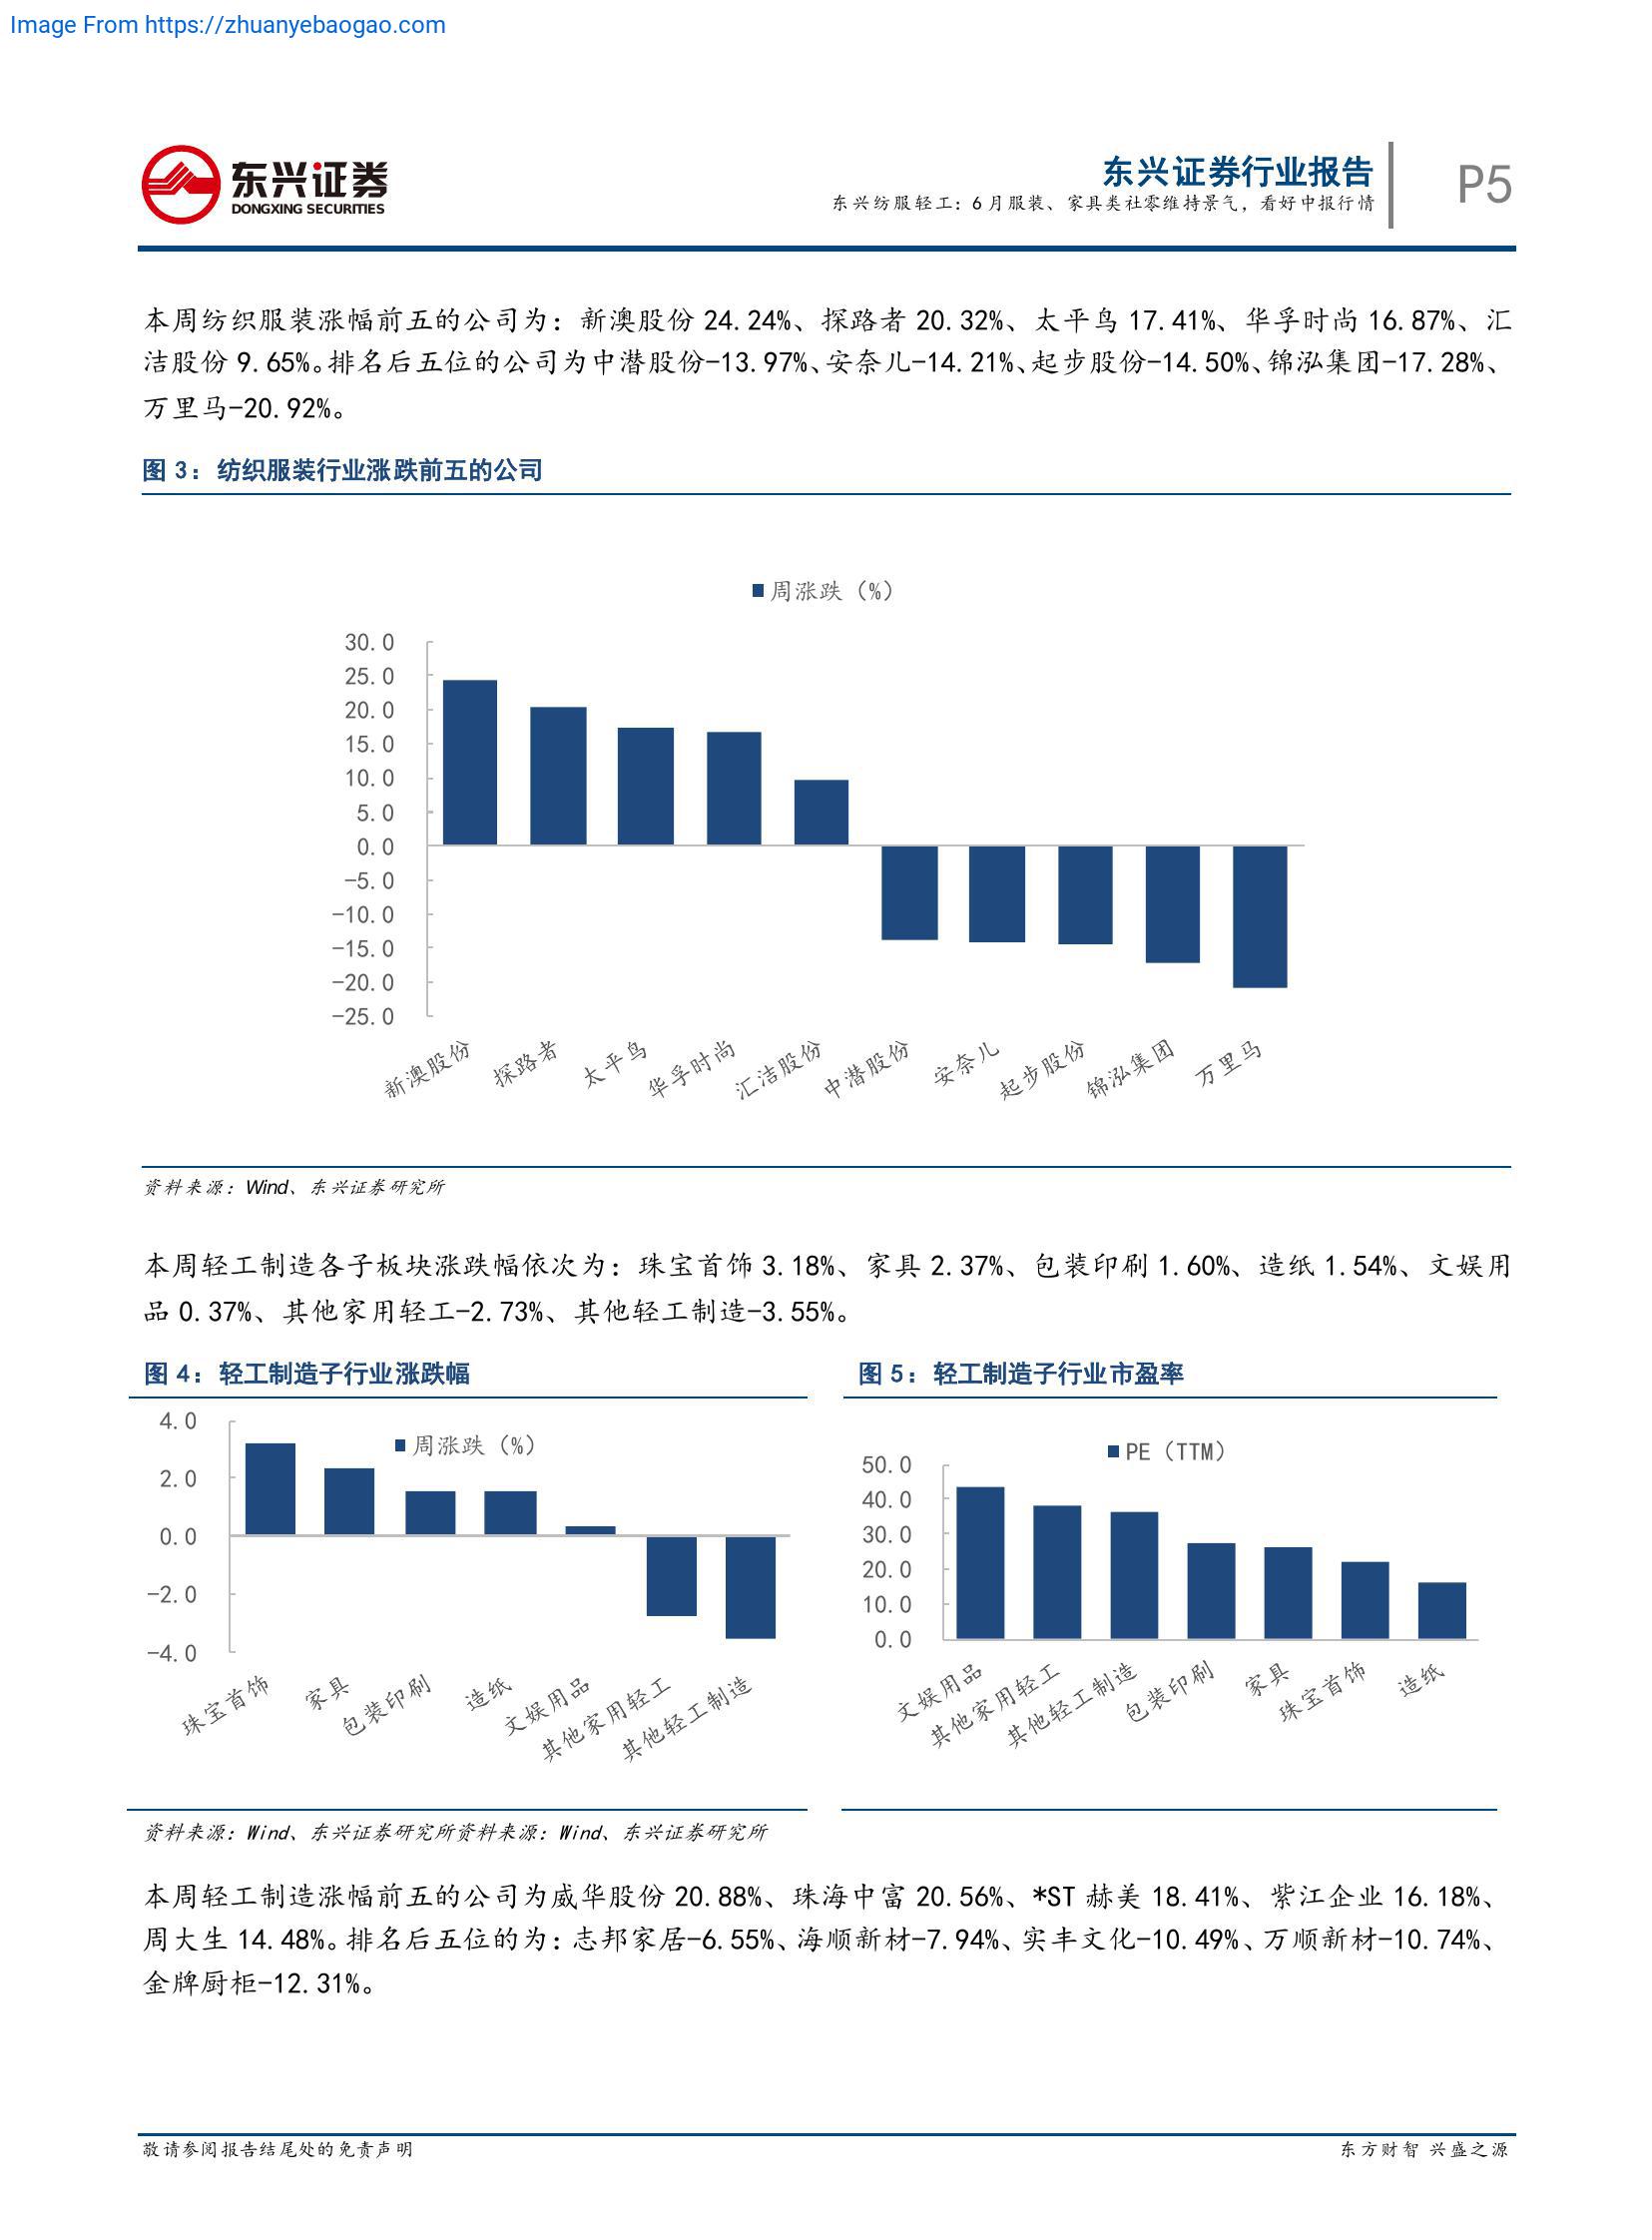 Image From https://zhuanyebaogao.com
东兴证券
DONGXING SECURITIES
东兴证券行业报告
东兴纺服轻工：6 月服装、家具类社零维持景气，看好中报行情
P5
本周纺织服装涨幅前五的公司为：新澳股份 24.24%、探路者 20.32%、太平鸟 17.41%、华孚时尚 16.87%、汇
洁股份 9.65%。排名后五位的公司为中潜股份-13.97%、安奈儿-14.21%、起步股份-14.50%、锦泓集团-17.28%、
万里马-20.92%。
图 3：纺织服装行业涨跌前五的公司
周涨跌（%）
30.0
25.0
20.0
15.0
10.0
5.0
0.0
-5.0
-10.0
-15.0
-20.0
-25.0
新澳股份
探路者
太平鸟
华孚时尚
汇洁股份
中潜股份
安奈儿
起步股份
锦泓集团
万里马
资料来源：Wind、东兴证券研究所
本周轻工制造各子板块涨跌幅依次为：珠宝首饰 3.18%、家具 2.37%、包装印刷 1.60%、造纸 1.54%、文娱用
品 0.37%、其他家用轻工-2.73%、其他轻工制造-3.55%。
图 4：轻工制造子行业涨跌幅
周涨跌（%）
4.0
2.0
0.0
-2.0
-4.0
珠宝首饰
家具
包装印刷
造纸
文娱用品
其他家用轻工
其他轻工制造
图 5：轻工制造子行业市盈率
PE（TTM）
50.0
40.0
30.0
20.0
10.0
0.0
文娱用品
其他家用轻工
其他轻工制造
包装印刷
家具
珠宝首饰
造纸
资料来源：Wind、东兴证券研究所资料来源：Wind、东兴证券研究所
本周轻工制造涨幅前五的公司为威华股份 20.88%、珠海中富 20.56%、*ST 赫美 18.41%、紫江企业 16.18%、
周大生 14.48%。排名后五位的为：志邦家居-6.55%、海顺新材-7.94%、实丰文化-10.49%、万顺新材-10.74%、
金牌厨柜-12.31%。
敬请参阅报告结尾处的免责声明
东方财智 兴盛之源